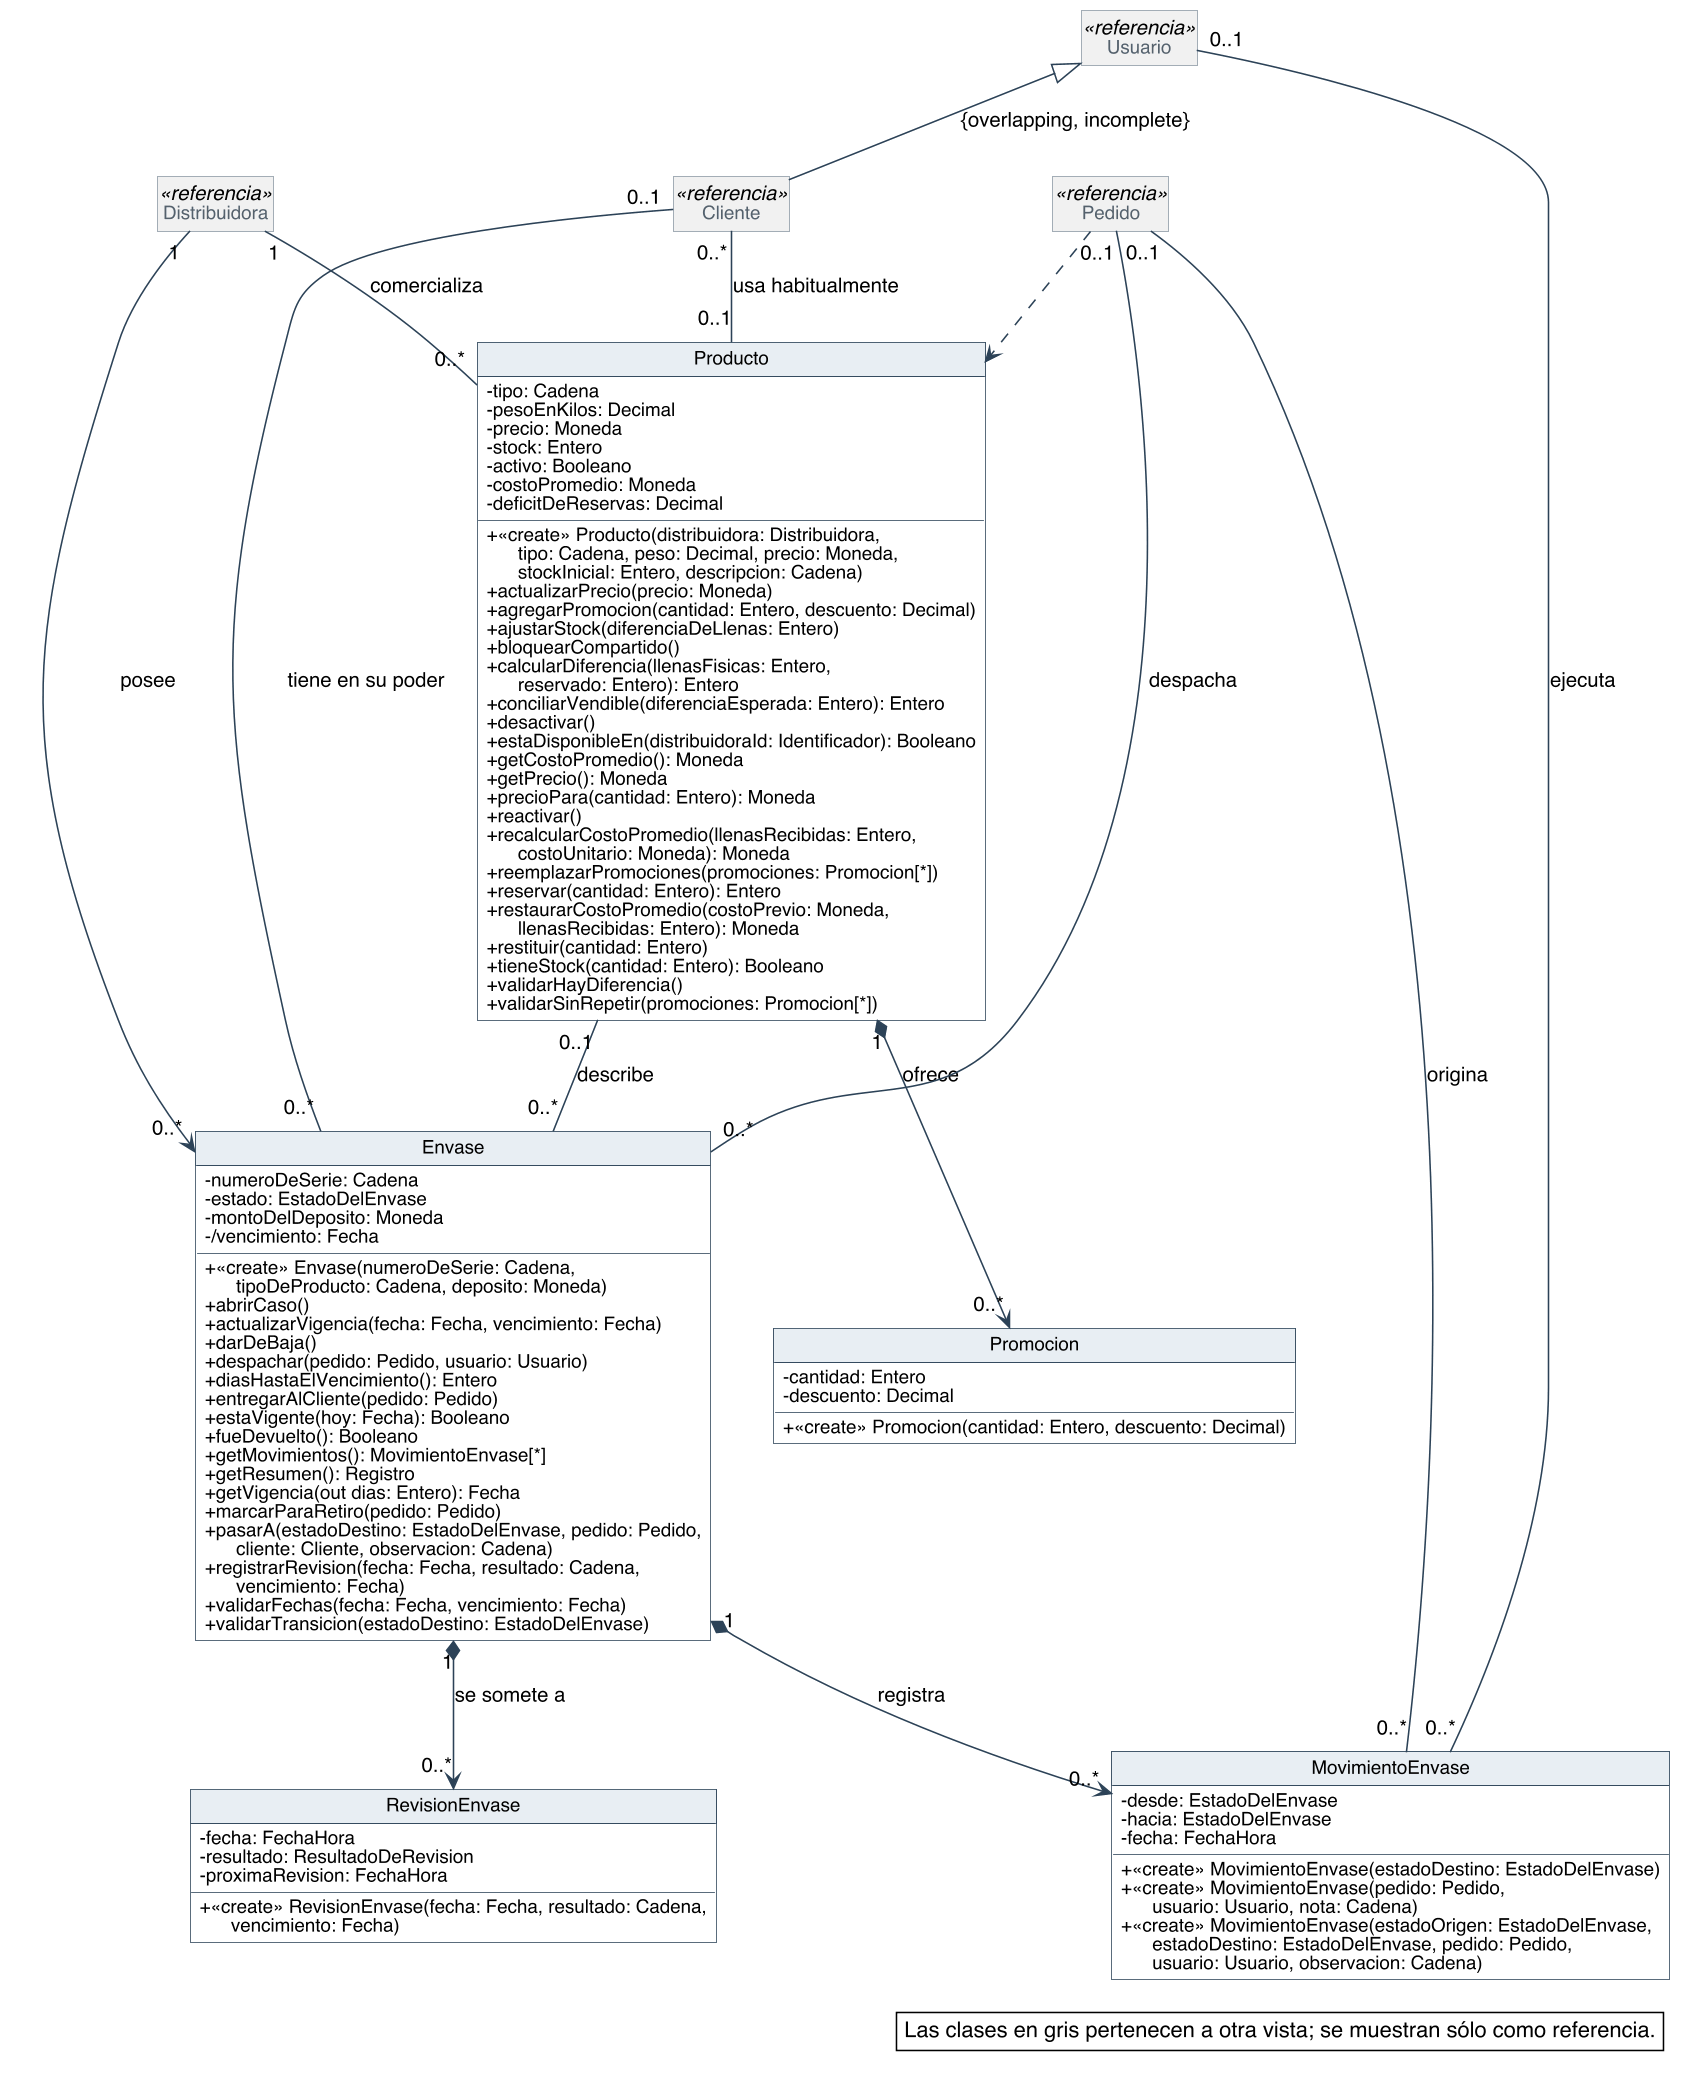 «referencia»
Usuario
0..1
{overlapping, incomplete}
«referencia»
Distribuidora
«referencia»
Cliente
«referencia»
Pedido
0..1
1
1
0..*
0..1
0..1
comercializa
usa habitualmente
0..1
0..*
Producto
-tipo: Cadena
-pesoEnKilos: Decimal
-precio: Moneda
-stock: Entero
-activo: Booleano
-costoPromedio: Moneda
-deficitDeReservas: Decimal
+«create» Producto(distribuidora: Distribuidora,
tipo: Cadena, peso: Decimal, precio: Moneda,
stockInicial: Entero, descripcion: Cadena)
+actualizarPrecio(precio: Moneda)
+agregarPromocion(cantidad: Entero, descuento: Decimal)
+ajustarStock(diferenciaDeLlenas: Entero)
+bloquearCompartido()
+calcularDiferencia(llenasFisicas: Entero,
reservado: Entero): Entero
+conciliarVendible(diferenciaEsperada: Entero): Entero
+desactivar()
+estaDisponibleEn(distribuidoraId: Identificador): Booleano
+getCostoPromedio(): Moneda
+getPrecio(): Moneda
+precioPara(cantidad: Entero): Moneda
+reactivar()
+recalcularCostoPromedio(llenasRecibidas: Entero,
costoUnitario: Moneda): Moneda
+reemplazarPromociones(promociones: Promocion[*])
+reservar(cantidad: Entero): Entero
+restaurarCostoPromedio(costoPrevio: Moneda,
llenasRecibidas: Entero): Moneda
+restituir(cantidad: Entero)
+tieneStock(cantidad: Entero): Booleano
+validarHayDiferencia()
+validarSinRepetir(promociones: Promocion[*])
posee
tiene en su poder
despacha
ejecuta
0..1
1
describe
ofrece
origina
0..*
0..*
0..*
0..*
Envase
-numeroDeSerie: Cadena
-estado: EstadoDelEnvase
-montoDelDeposito: Moneda
-/vencimiento: Fecha
+«create» Envase(numeroDeSerie: Cadena,
tipoDeProducto: Cadena, deposito: Moneda)
+abrirCaso()
+actualizarVigencia(fecha: Fecha, vencimiento: Fecha)
+darDeBaja()
+despachar(pedido: Pedido, usuario: Usuario)
+diasHastaElVencimiento(): Entero
+entregarAlCliente(pedido: Pedido)
+estaVigente(hoy: Fecha): Booleano
+fueDevuelto(): Booleano
+getMovimientos(): MovimientoEnvase[*]
+getResumen(): Registro
+getVigencia(out dias: Entero): Fecha
+marcarParaRetiro(pedido: Pedido)
+pasarA(estadoDestino: EstadoDelEnvase, pedido: Pedido,
cliente: Cliente, observacion: Cadena)
+registrarRevision(fecha: Fecha, resultado: Cadena,
vencimiento: Fecha)
+validarFechas(fecha: Fecha, vencimiento: Fecha)
+validarTransicion(estadoDestino: EstadoDelEnvase)
0..*
Promocion
-cantidad: Entero
-descuento: Decimal
+«create» Promocion(cantidad: Entero, descuento: Decimal)
1
1
se somete a
registra
0..*
0..*
0..*
0..*
RevisionEnvase
-fecha: FechaHora
-resultado: ResultadoDeRevision
-proximaRevision: FechaHora
+«create» RevisionEnvase(fecha: Fecha, resultado: Cadena,
vencimiento: Fecha)
MovimientoEnvase
-desde: EstadoDelEnvase
-hacia: EstadoDelEnvase
-fecha: FechaHora
+«create» MovimientoEnvase(estadoDestino: EstadoDelEnvase)
+«create» MovimientoEnvase(pedido: Pedido,
usuario: Usuario, nota: Cadena)
+«create» MovimientoEnvase(estadoOrigen: EstadoDelEnvase,
estadoDestino: EstadoDelEnvase, pedido: Pedido,
usuario: Usuario, observacion: Cadena)
Las clases en gris pertenecen a otra vista; se muestran sólo como referencia.